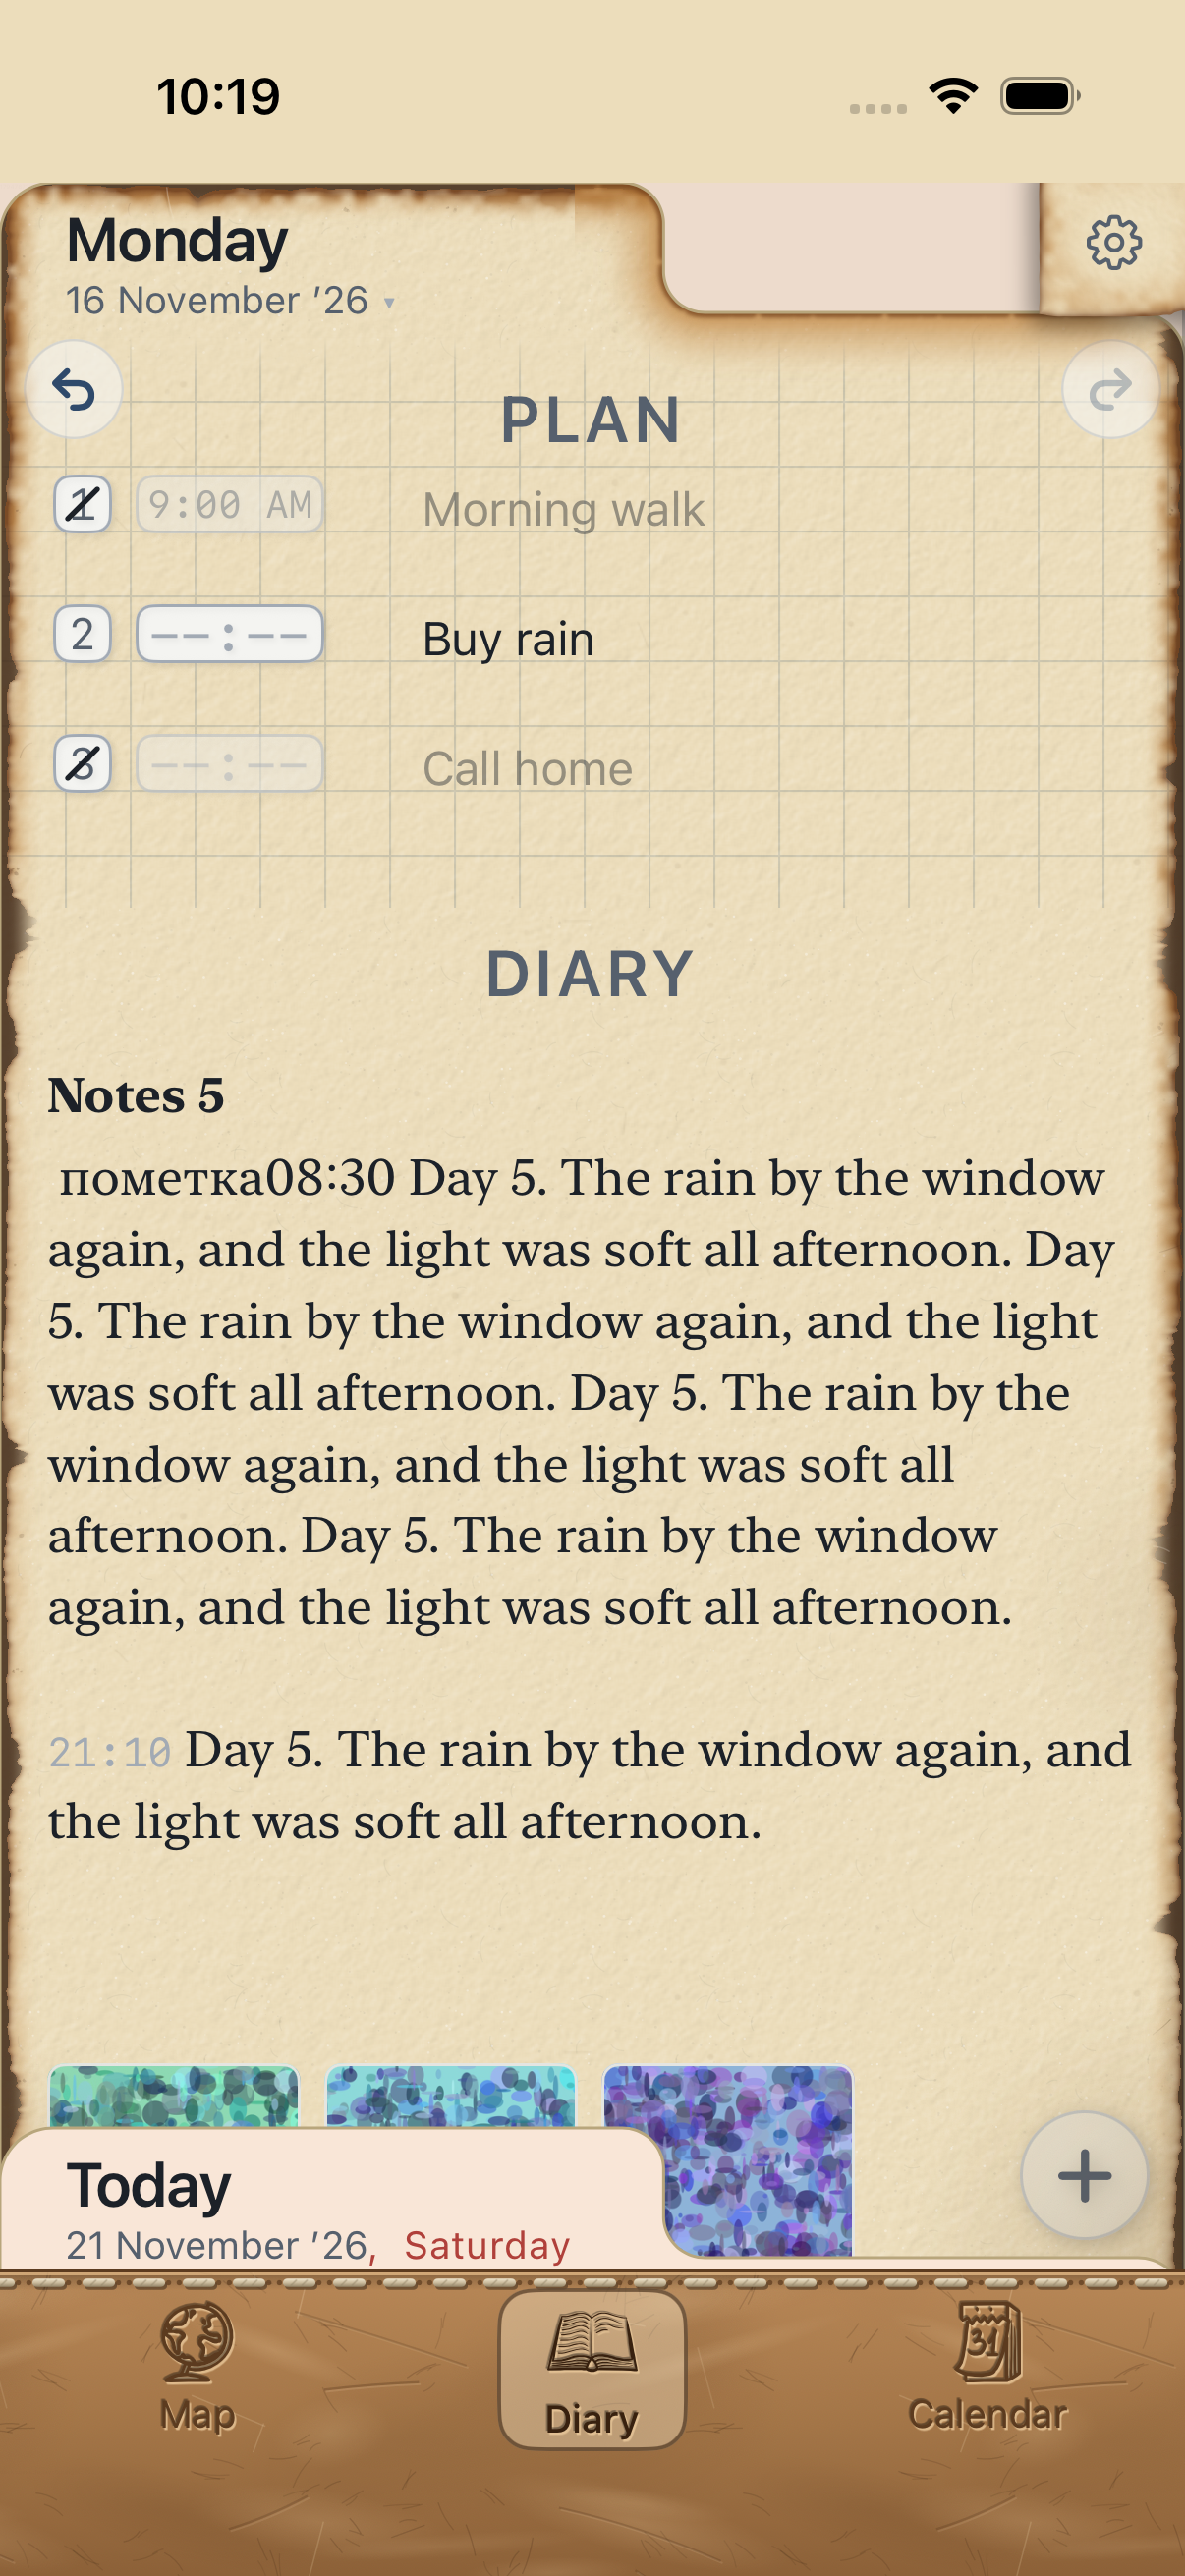 10:19
Monday
16 November ’26 ▾
PLAN
1 9:00 AM Morning walk
2 --:-- Buy rain
3 --:-- Call home
DIARY
Notes 5
пометка08:30 Day 5. The rain by the window
again, and the light was soft all afternoon. Day
5. The rain by the window again, and the light
was soft all afternoon. Day 5. The rain by the
window again, and the light was soft all
afternoon. Day 5. The rain by the window
again, and the light was soft all afternoon.
21:10 Day 5. The rain by the window again, and
the light was soft all afternoon.
Today
21 November ’26, Saturday
31
Map Diary Calendar